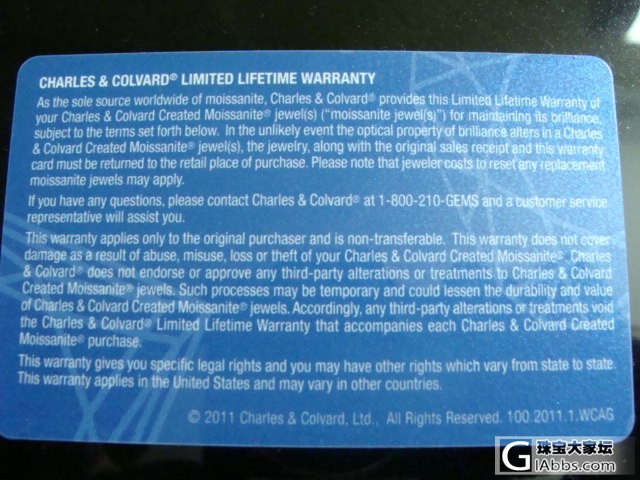 CHARLES & COLVARD® LIMITED LIFETIME WARRANTY
As the sole source worldwide of moissanite, Charles & Colvard® provides this Limited Lifetime Warranty of
your Charles & Colvard Created Moissanite® jewel(s) ("moissanite jewel(s)") for maintaining its brilliance,
subject to the terms set forth below. In the unlikely event the optical property of brilliance alters in a Charles
& Colvard Created Moissanite® jewel(s), the jewelry, along with the original sales receipt and this warranty
card must be returned to the retail place of purchase. Please note that jeweler costs to reset any replacement
moissanite jewels may apply.
If you have any questions, please contact Charles & Colvard® at 1-800-210-GEMS and a customer service
representative will assist you.
This warranty applies only to the original purchaser and is non-transferable. This warranty does not cover
damage as a result of abuse, misuse, loss or theft of your Charles & Colvard Created Moissanite®. Charles
& Colvard® does not endorse or approve any third-party alterations or treatments to Charles & Colvard
Created Moissanite® jewels. Such processes may be temporary and could lessen the durability and value
of Charles & Colvard Created Moissanite® jewels. Accordingly, any third-party alterations or treatments void
the Charles & Colvard® Limited Lifetime Warranty that accompanies each Charles & Colvard Created
Moissanite® purchase.
This warranty gives you specific legal rights and you may have other rights which vary from state to state.
This warranty applies in the United States and may vary in other countries.
© 2011 Charles & Colvard, Ltd., All Rights Reserved. 100.2011.1.WCAG
G 珠宝大家坛
GIAbbs.com